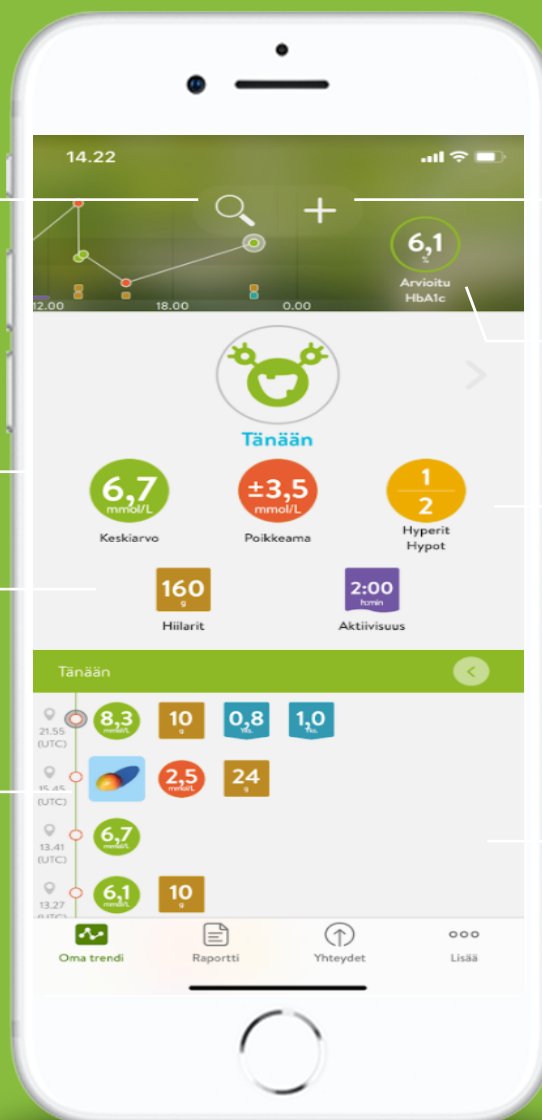 14.22
6,1
%
Arvioitu
HbA1c
12.00 18.00 0.00
Tänään
6,7
mmol/L
Keskiarvo
±3,5
mmol/L
Poikkeama
1
2
Hyperit
Hypot
160
g
Hiilarit
2:00
h:min
Aktiivisuus
Tänään
8,3
mmol/L
10
g
0,8
Yks.
1,0
Yks.
21.55
(UTC)
2,5
mmol/L
24
g
15.45
(UTC)
6,7
mmol/L
13.41
(UTC)
6,1
mmol/L
10
g
13.27
(UTC)
Oma trendi
Raportti
Yhteydet
Lisää